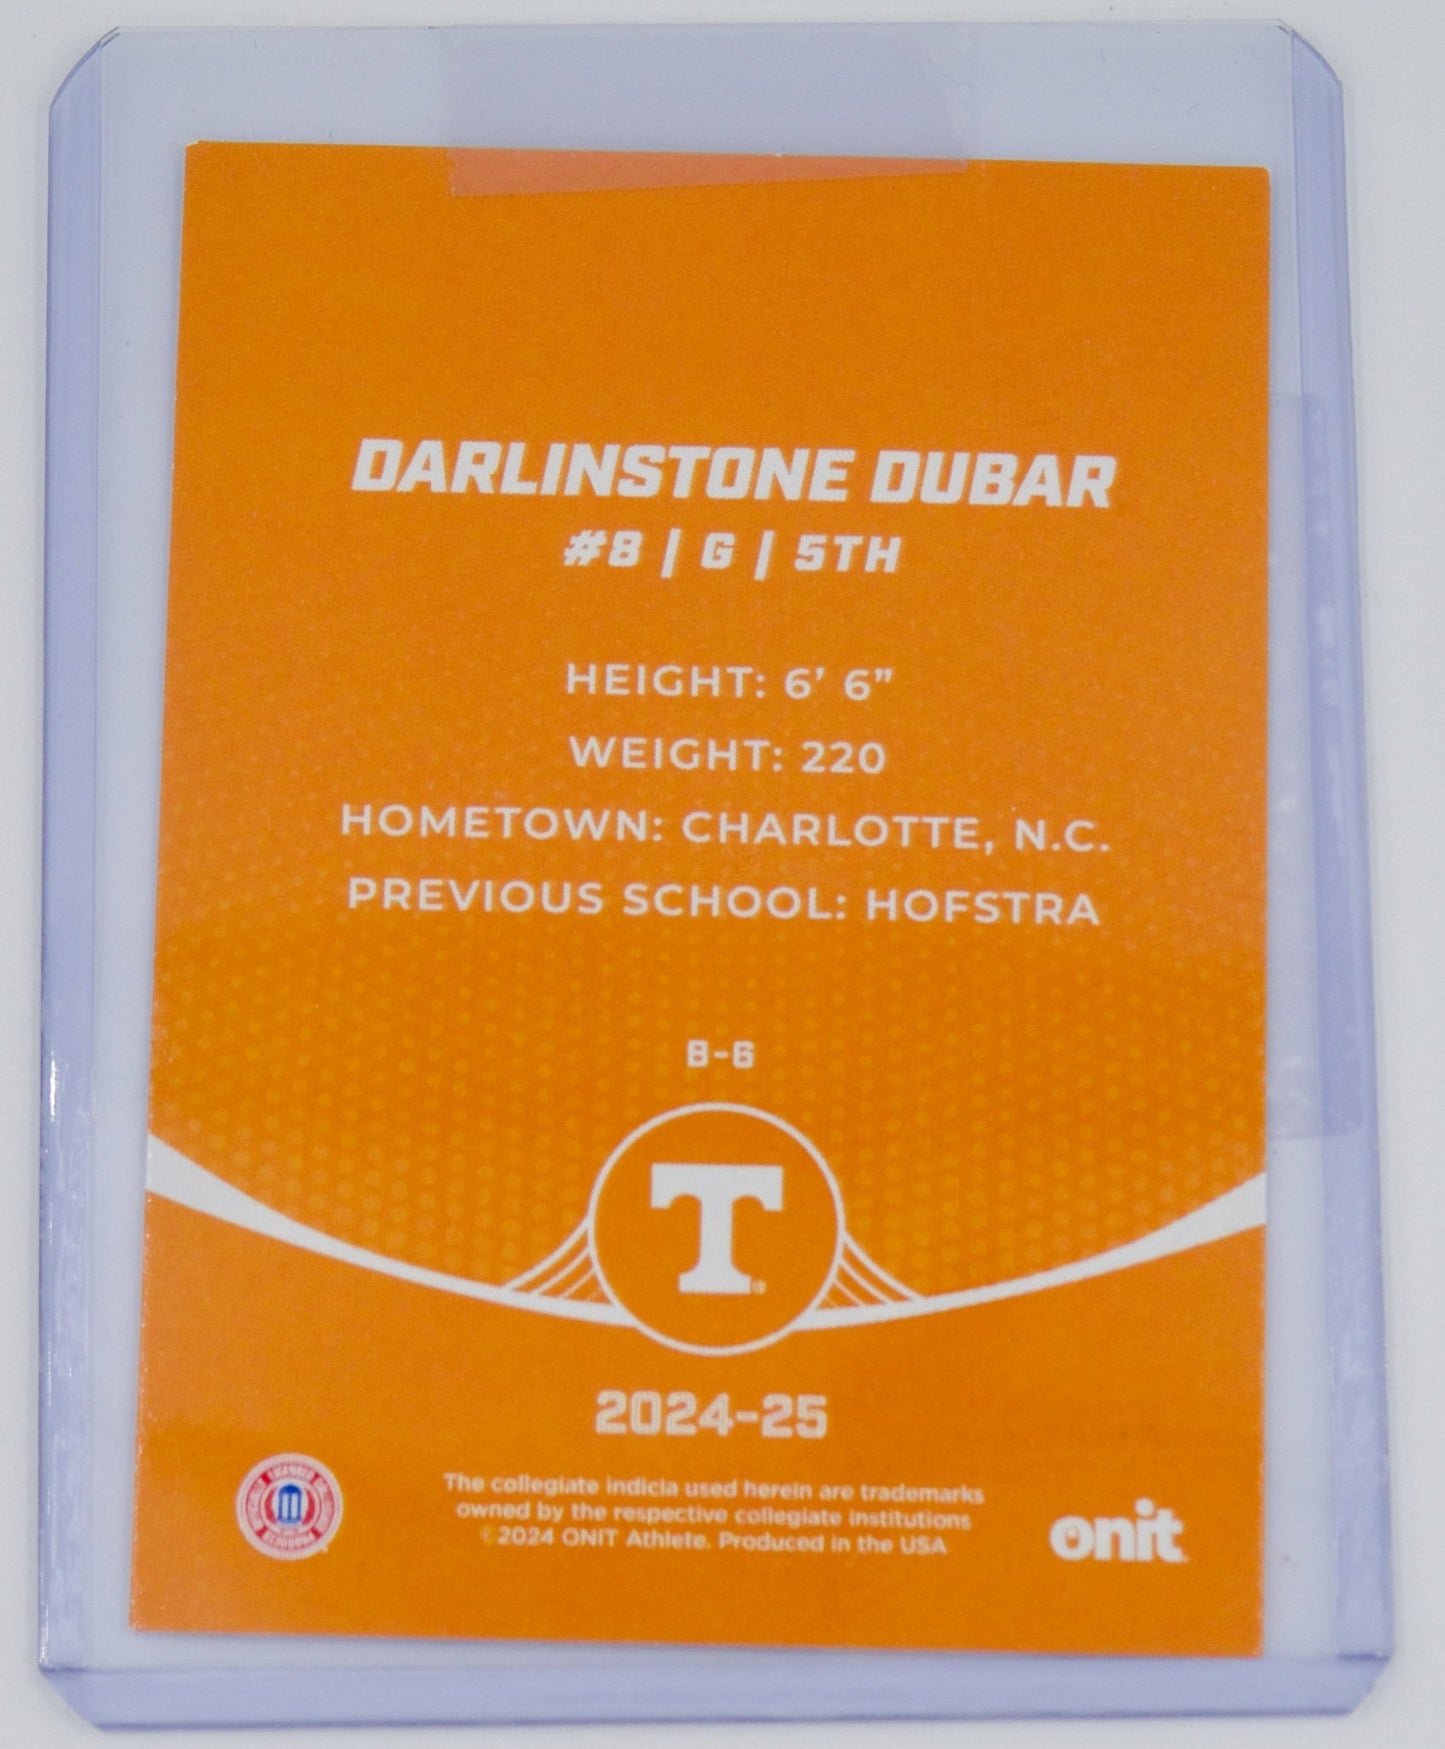 DARLINSTONE DUBAR
#8 | G | 5TH
HEIGHT: 6' 6"
WEIGHT: 220
HOMETOWN: CHARLOTTE, N.C.
PREVIOUS SCHOOL: HOFSTRA
B-6
T
2024-25
The collegiate indicia used herein are trademarks
owned by the respective collegiate institutions
©2024 ONIT Athlete. Produced in the USA
onit